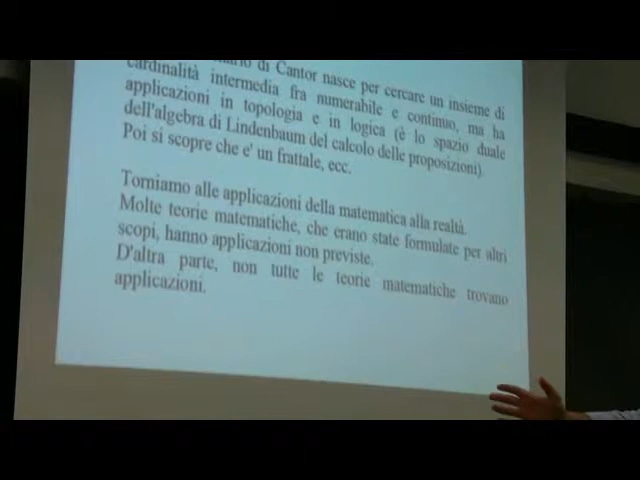 di Cantor nasce per cercare un insieme di
cardinalità intermedia fra numerabile e continuo, ma ha
applicazioni in topologia e in logica (è lo spazio duale
dell'algebra di Lindenbaum del calcolo delle proposizioni).
Poi si scopre che e' un frattale, ecc.
Torniamo alle applicazioni della matematica alla realtà.
Molte teorie matematiche, che erano state formulate per altri
scopi, hanno applicazioni non previste.
D'altra parte, non tutte le teorie matematiche trovano
applicazioni.